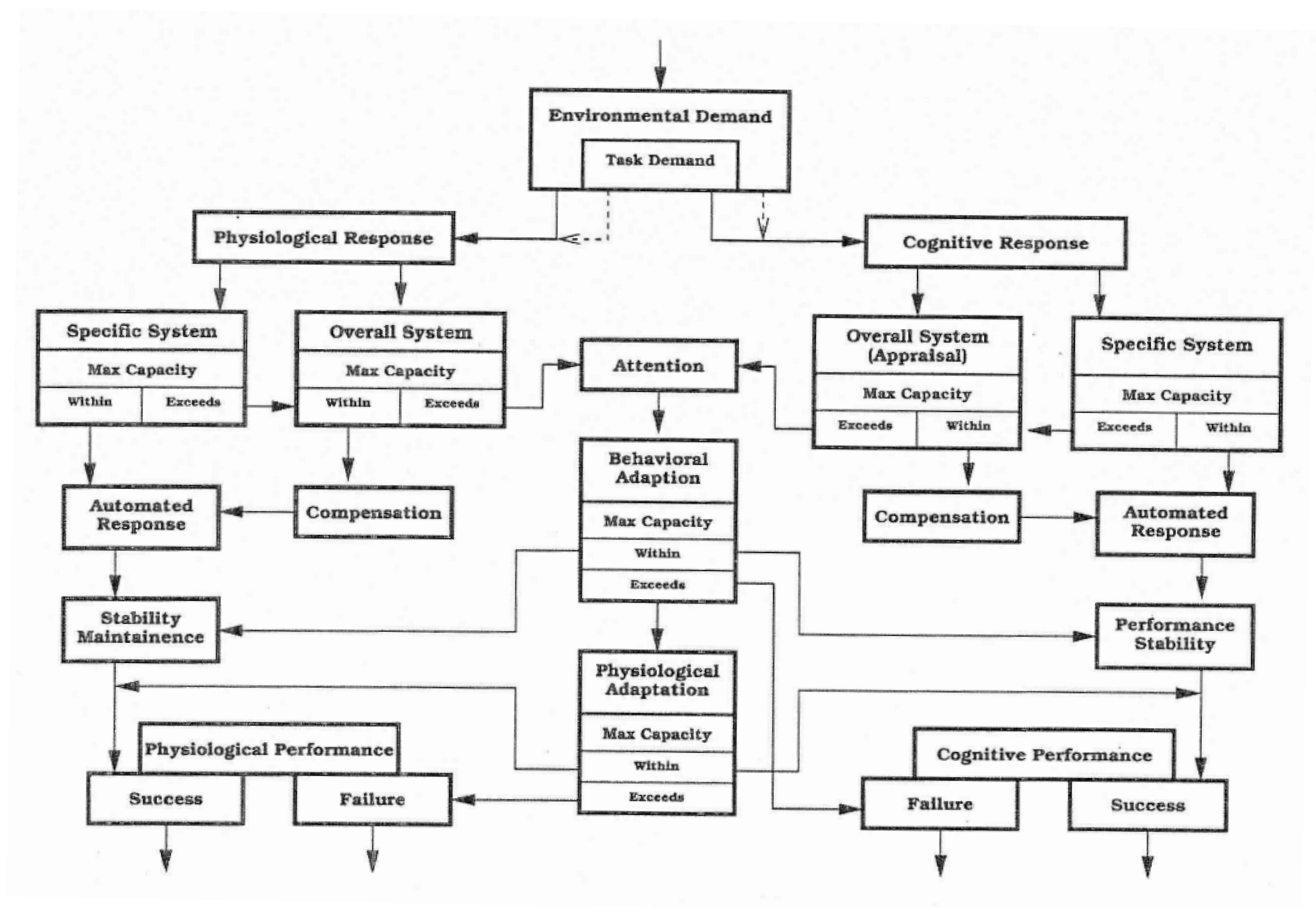 Environmental Demand
Task Demand
Physiological Response
Cognitive Response
Specific System
Max Capacity
Within
Exceeds
Overall System
Max Capacity
Within
Exceeds
Attention
Overall System
(Appraisal)
Max Capacity
Exceeds
Within
Specific System
Max Capacity
Exceeds
Within
Behavioral
Adaption
Max Capacity
Within
Exceeds
Automated
Response
Compensation
Compensation
Automated
Response
Stability
Maintainence
Performance
Stability
Physiological
Adaptation
Max Capacity
Within
Exceeds
Physiological Performance
Success
Failure
Cognitive Performance
Failure
Success